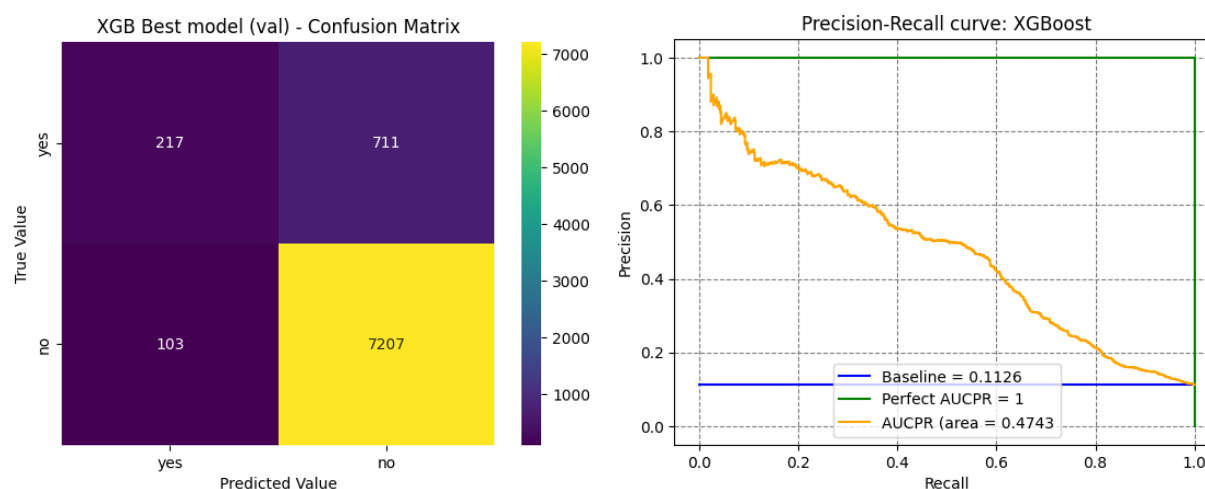 XGB Best model (val) - Confusion Matrix
True Value
yes
no
217
711
103
7207
yes
no
Predicted Value
7000
6000
5000
4000
3000
2000
1000
Precision-Recall curve: XGBoost
Precision
1.0
0.8
0.6
0.4
0.2
0.0
Baseline = 0.1126
Perfect AUCPR = 1
AUCPR (area = 0.4743
0.0
0.2
0.4
0.6
0.8
1.0
Recall